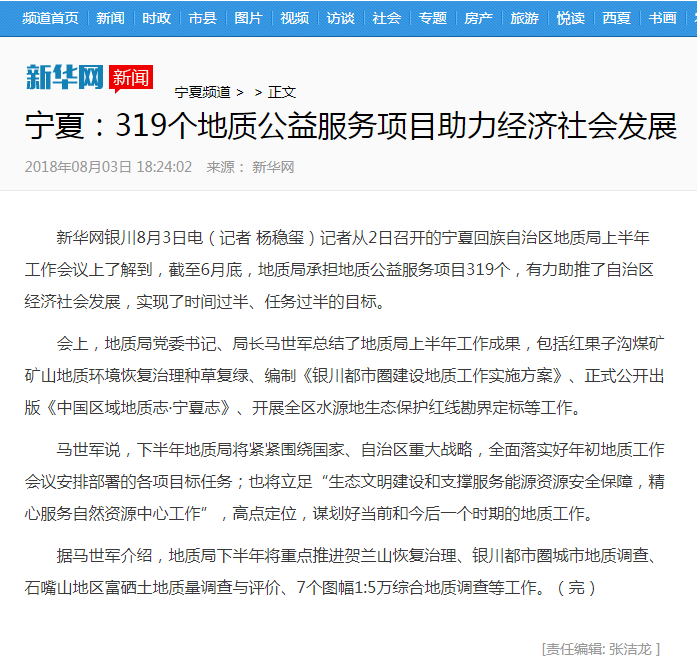 频道首页 新闻 时政 市县 图片 视频 访谈 社会 专题 房产 旅游 悦读 西夏 书画
新华网 新闻 宁夏频道 > > 正文
宁夏：319个地质公益服务项目助力经济社会发展
2018年08月03日 18:24:02 来源： 新华网
新华网银川8月3日电（记者 杨稳玺）记者从2日召开的宁夏回族自治区地质局上半年
工作会议上了解到，截至6月底，地质局承担地质公益服务项目319个，有力助推了自治区
经济社会发展，实现了时间过半、任务过半的目标。
会上，地质局党委书记、局长马世军总结了地质局上半年工作成果，包括红果子沟煤矿
矿山地质环境恢复治理种草复绿、编制《银川都市圈建设地质工作实施方案》、正式公开出
版《中国区域地质志·宁夏志》、开展全区水源地生态保护红线勘界定标等工作。
马世军说，下半年地质局将紧紧围绕国家、自治区重大战略，全面落实好年初地质工作
会议安排部署的各项目标任务；也将立足“生态文明建设和支撑服务能源资源安全保障，精
心服务自然资源中心工作”，高点定位，谋划好当前和今后一个时期的地质工作。
据马世军介绍，地质局下半年将重点推进贺兰山恢复治理、银川都市圈城市地质调查、
石嘴山地区富硒土地质量调查与评价、7个图幅1:5万综合地质调查等工作。（完）
[责任编辑: 张洁龙 ]